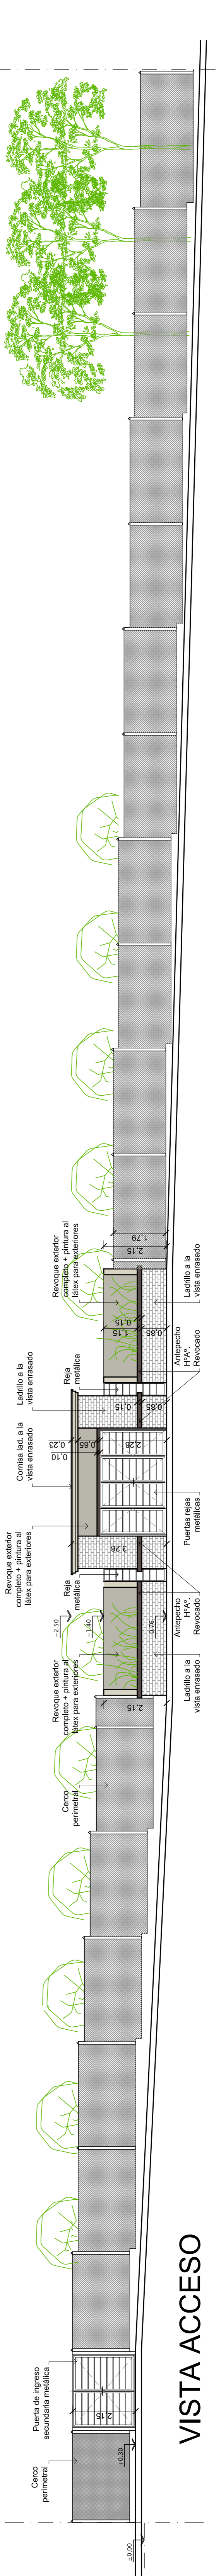 Cerco
perimetral
Puerta de ingreso
secundaria metálica
2.15
+0.30
±0.00
Cerco
perimetral
Revoque exterior
completo + pintura al
látex para exteriores
2.15
+2.50
+1.40
-0.76
Reja
metálica
Revoque exterior
completo + pintura al
látex para exteriores
Cornisa lad. a la
vista enrasado
Ladrillo a la
vista enrasado
3.26
0.10
0.23
0.65
2.28
Reja
metálica
0.15
0.85
Revoque exterior
completo + pintura al
látex para exteriores
1.15
0.15
0.85
2.15
1.79
Ladrillo a la
vista enrasado
Antepecho
HºAº.
Revocado
Puertas rejas
metálicas
Antepecho
HºAº.
Revocado
Ladrillo a la
vista enrasado
VISTA ACCESO